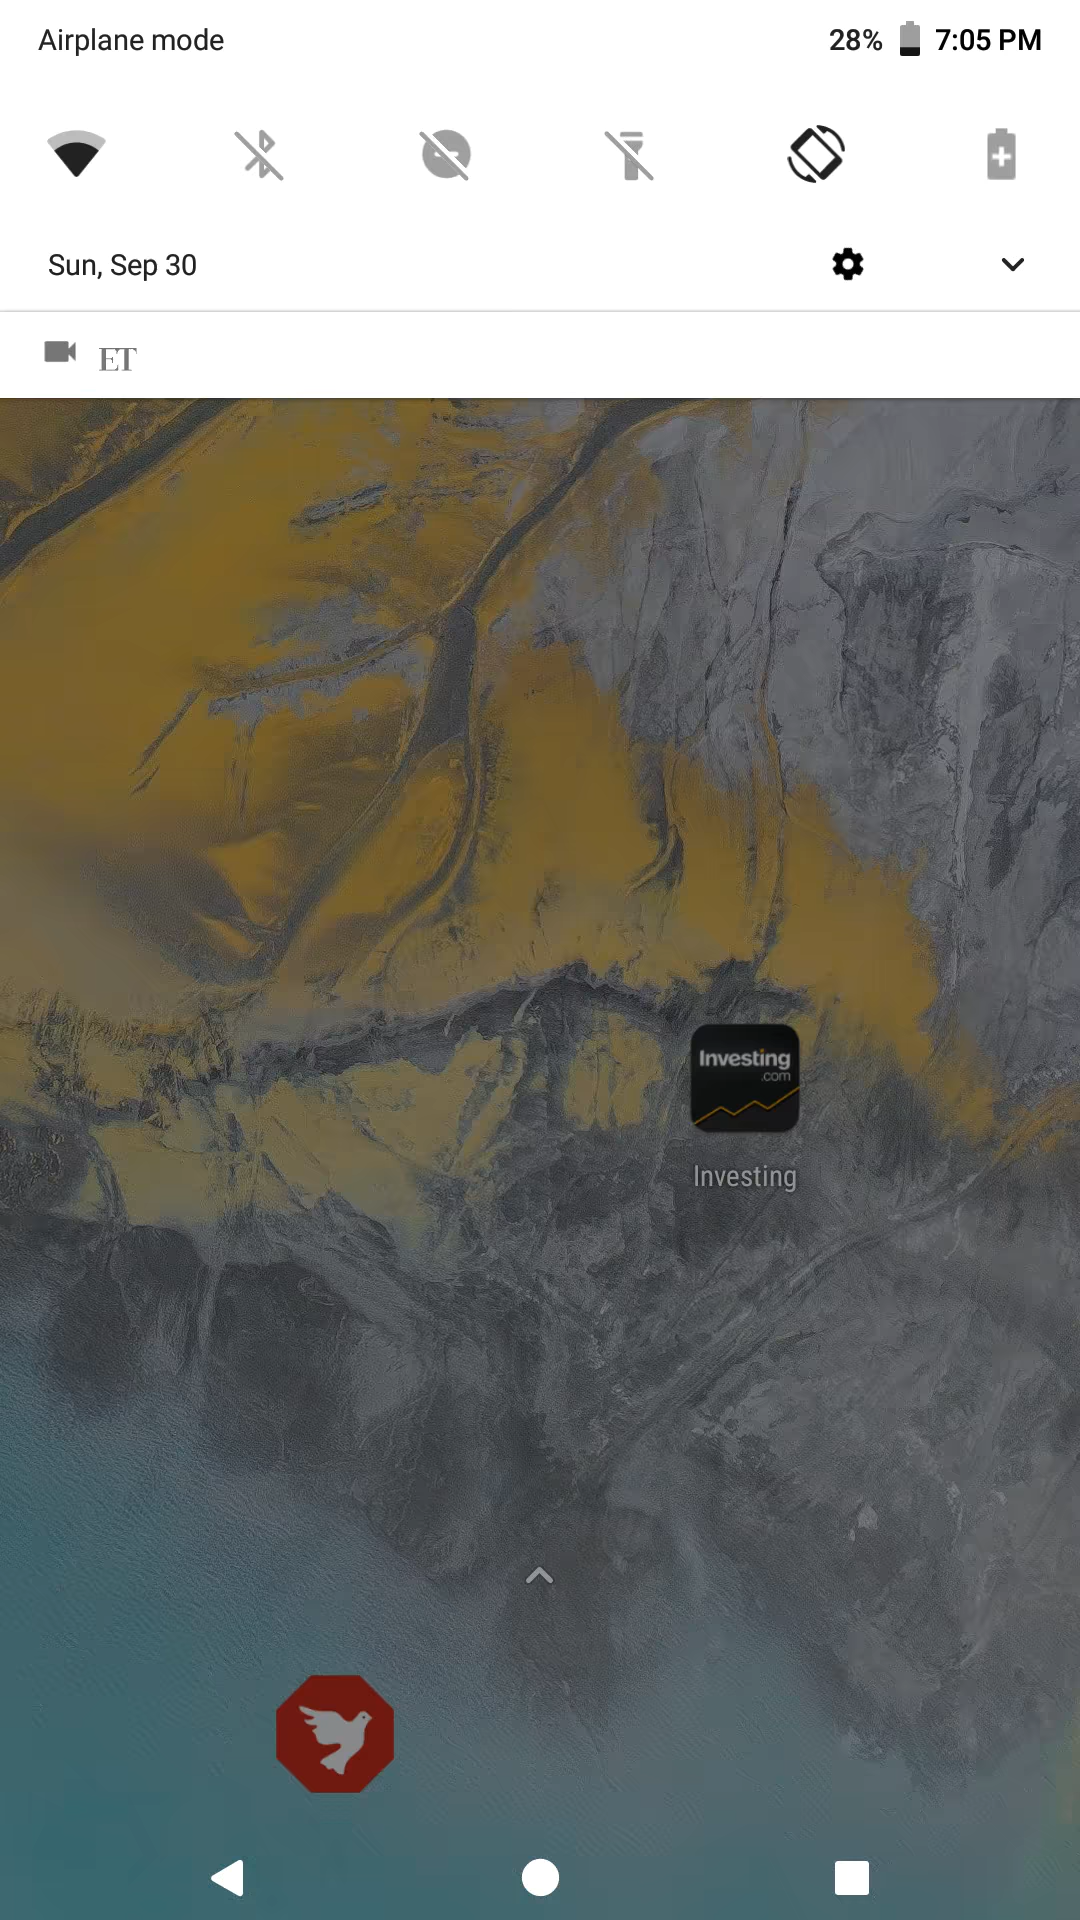 Airplane mode 28% 7:05 PM
Sun, Sep 30
ET
Investing
.com
Investing